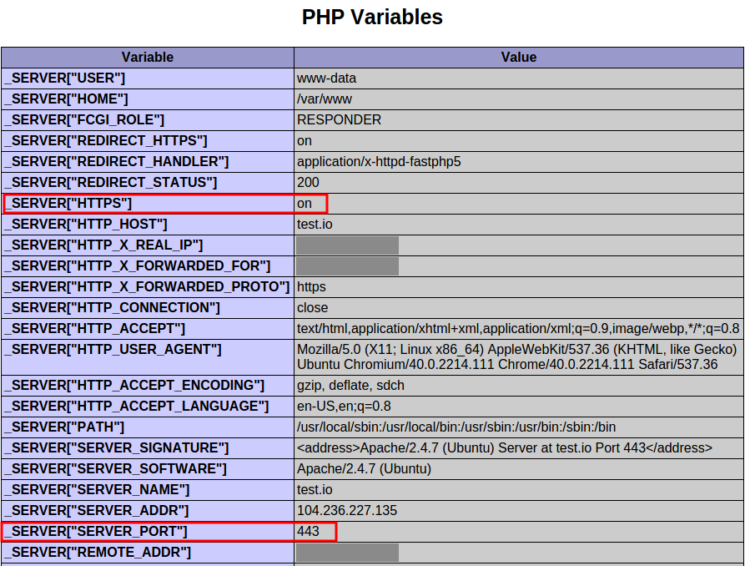 PHP Variables
Variable Value
_SERVER["USER"] www-data
_SERVER["HOME"] /var/www
_SERVER["FCGI_ROLE"] RESPONDER
_SERVER["REDIRECT_HTTPS"] on
_SERVER["REDIRECT_HANDLER"] application/x-httpd-fastphp5
_SERVER["REDIRECT_STATUS"] 200
_SERVER["HTTPS"] on
_SERVER["HTTP_HOST"] test.io
_SERVER["HTTP_X_REAL_IP"]
_SERVER["HTTP_X_FORWARDED_FOR"]
_SERVER["HTTP_X_FORWARDED_PROTO"] https
_SERVER["HTTP_CONNECTION"] close
_SERVER["HTTP_ACCEPT"] text/html,application/xhtml+xml,application/xml;q=0.9,image/webp,*/*;q=0.8
_SERVER["HTTP_USER_AGENT"] Mozilla/5.0 (X11; Linux x86_64) AppleWebKit/537.36 (KHTML, like Gecko)
Ubuntu Chromium/40.0.2214.111 Chrome/40.0.2214.111 Safari/537.36
_SERVER["HTTP_ACCEPT_ENCODING"] gzip, deflate, sdch
_SERVER["HTTP_ACCEPT_LANGUAGE"] en-US,en;q=0.8
_SERVER["PATH"] /usr/local/sbin:/usr/local/bin:/usr/sbin:/usr/bin:/sbin:/bin
_SERVER["SERVER_SIGNATURE"] <address>Apache/2.4.7 (Ubuntu) Server at test.io Port 443</address>
_SERVER["SERVER_SOFTWARE"] Apache/2.4.7 (Ubuntu)
_SERVER["SERVER_NAME"] test.io
_SERVER["SERVER_ADDR"] 104.236.227.135
_SERVER["SERVER_PORT"] 443
_SERVER["REMOTE_ADDR"]